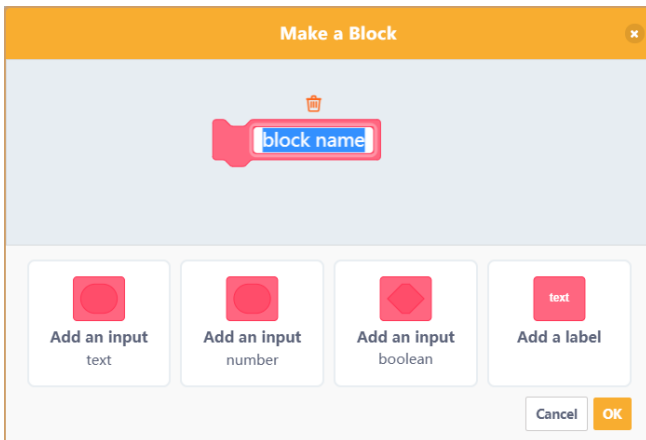 Make a Block
block name
Add an input
text
Add an input
number
Add an input
boolean
text
Add a label
Cancel
OK